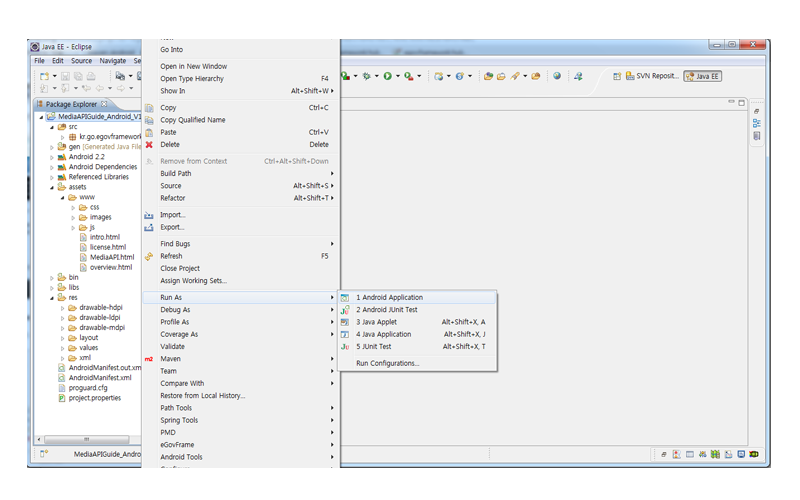 Java EE - Eclipse
File Edit Source Navigate Se
SVN Reposit...
Java EE
Package Explorer
MediaAPIGuide_Android_V1
src
kr.go.egovframework
gen [Generated Java File
Android 2.2
Android Dependencies
Referenced Libraries
assets
www
css
images
js
intro.html
license.html
MediaAPI.html
overview.html
bin
libs
res
drawable-hdpi
drawable-ldpi
drawable-mdpi
layout
values
xml
AndroidManifest.out.xm
AndroidManifest.xml
proguard.cfg
project.properties
MediaAPIGuide_Andro
Go Into
Open in New Window
Open Type Hierarchy F4
Show In Alt+Shift+W
Copy Ctrl+C
Copy Qualified Name
Paste Ctrl+V
Delete Delete
Remove from Context Ctrl+Alt+Shift+Down
Build Path
Source Alt+Shift+S
Refactor Alt+Shift+T
Import...
Export...
Find Bugs
Refresh F5
Close Project
Assign Working Sets...
Run As
Debug As
Profile As
Coverage As
Validate
m2 Maven
Team
Compare With
Restore from Local History...
Path Tools
Spring Tools
PMD
eGovFrame
Android Tools
1 Android Application
2 Android JUnit Test
3 Java Applet Alt+Shift+X, A
4 Java Application Alt+Shift+X, J
5 JUnit Test Alt+Shift+X, T
Run Configurations...